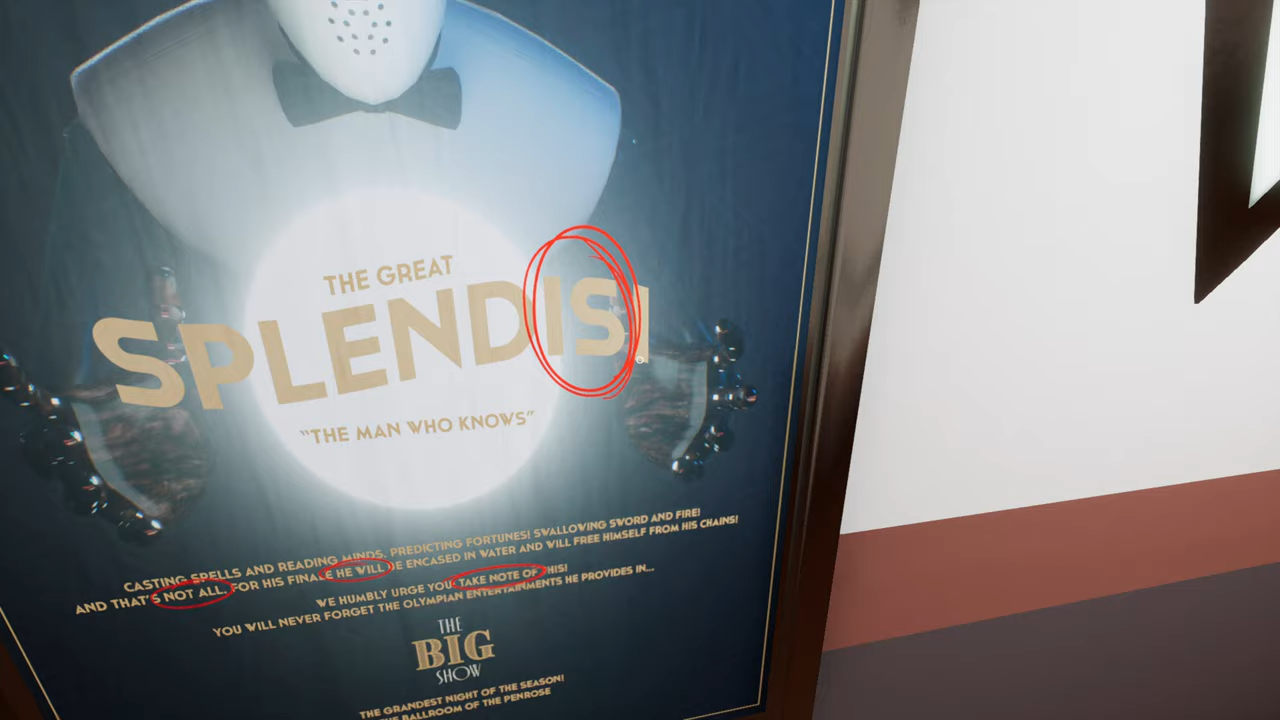 THE GREAT
SPLENDISI
"THE MAN WHO KNOWS"
CASTING SPELLS AND READING MINDS, PREDICTING FORTUNES! SWALLOWING SWORD AND FIRE!
AND THAT'S NOT ALL, FOR HIS FINALE HE WILL BE ENCASED IN WATER AND WILL FREE HIMSELF FROM HIS CHAINS!
WE HUMBLY URGE YOU TAKE NOTE OF THIS!
YOU WILL NEVER FORGET THE OLYMPIAN ENTERTAINMENTS HE PROVIDES IN...
THE
BIG
SHOW
THE GRANDEST NIGHT OF THE SEASON!
THE BALLROOM OF THE PENROSE